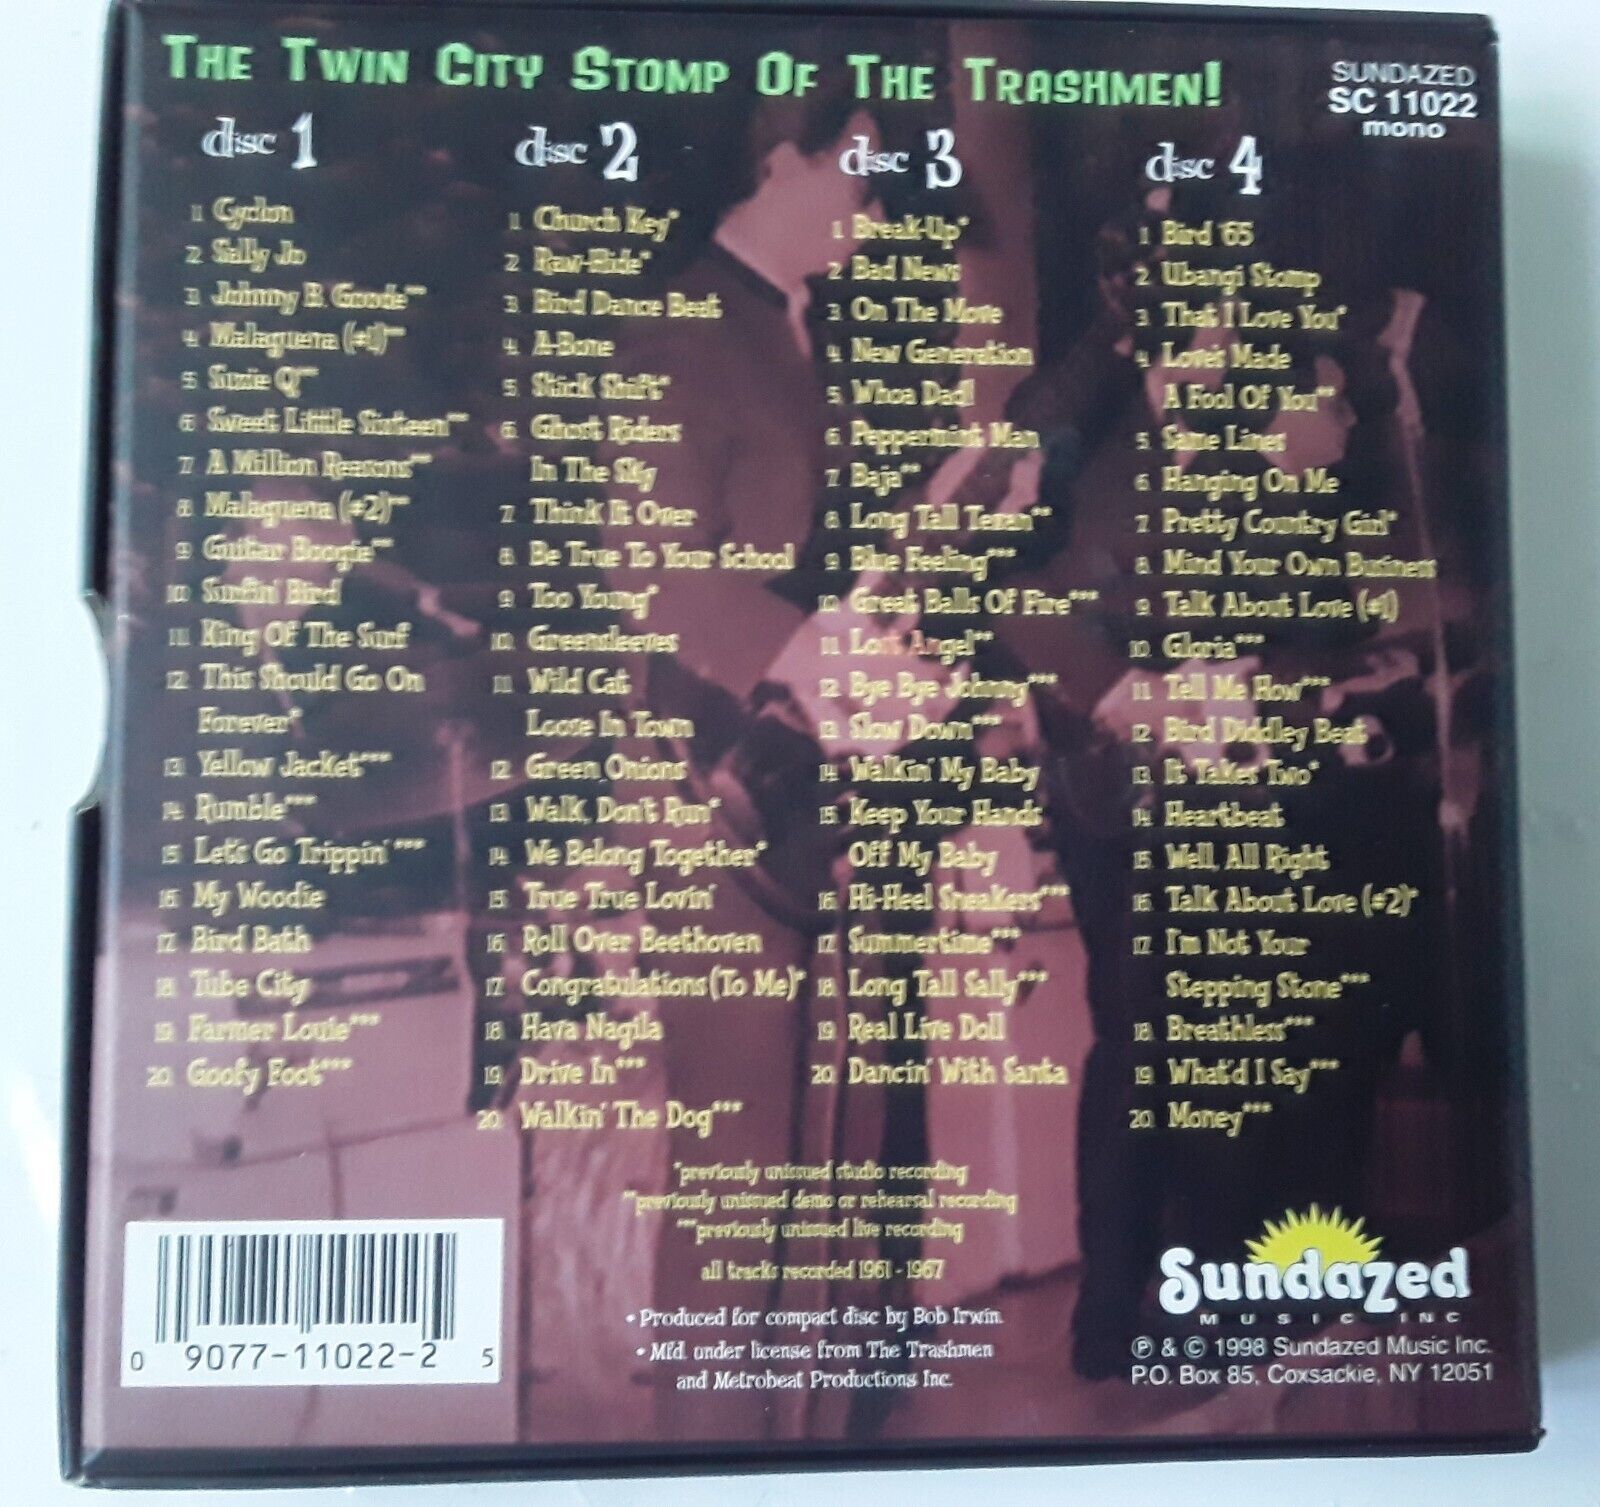 THE TWIN CITY STOMP OF THE TRASHMEN!
SUNDAZED
SC 11022
mono
disc 1
1. Cyclon
2. Sally Jo
3. Johnny B. Goode**
4. Malaguena (#1)**
5. Suzie Q**
6. Sweet Little Sixteen**
7. A Million Reasons**
8. Malaguena (#2)**
9. Guitar Boogie**
10. Surfin' Bird
11. King Of The Surf
12. This Should Go On
Forever*
13. Yellow Jacket***
14. Rumble***
15. Let's Go Trippin'***
16. My Woodie
17. Bird Bath
18. Tube City
19. Farmer Louie***
20. Goofy Foot***
disc 2
1. Church Key*
2. Raw-Hide*
3. Bird Dance Beat
4. A-Bone
5. Stick Shift*
6. Ghost Riders
In The Sky
7. Think It Over
8. Be True To Your School
9. Too Young*
10. Greensleeves
11. Wild Cat
Loose In Town
12. Green Onions
13. Walk, Don't Run*
14. We Belong Together*
15. True True Lovin'
16. Roll Over Beethoven
17. Congratulations (To Me)*
18. Hava Nagila
19. Drive In***
20. Walkin' The Dog***
disc 3
1. Break-Up*
2. Bad News
3. On The Move
4. New Generation
5. Whoa Dad!
6. Peppermint Man
7. Baja**
8. Long Tall Texan**
9. Blue Feeling***
10. Great Balls Of Fire***
11. Lost Angel**
12. Bye Bye Johnny***
13. Slow Down***
14. Walkin' My Baby
15. Keep Your Hands
Off My Baby
16. Hi-Heel Sneakers***
17. Summertime***
18. Long Tall Sally***
19. Real Live Doll
20. Dancin' With Santa
disc 4
1. Bird '65
2. Ubangi Stomp
3. That I Love You*
4. Love's Made
A Fool Of You**
5. Same Lines
6. Hanging On Me
7. Pretty Country Girl*
8. Mind Your Own Business
9. Talk About Love (#1)
10. Gloria***
11. Tell Me How***
12. Bird Diddley Beat
13. It Takes Two*
14. Heartbeat
15. Well, All Right
16. Talk About Love (#2)*
17. I'm Not Your
Stepping Stone***
18. Breathless***
19. What'd I Say***
20. Money***
*previously unissued studio recording
**previously unissued demo or rehearsal recording
***previously unissued live recording
all tracks recorded 1961 - 1967
• Produced for compact disc by Bob Irwin.
• Mfd. under license from The Trashmen
and Metrobeat Productions Inc.
0 9077-11022-2 5
Sundazed
MUSIC INC
℗ & © 1998 Sundazed Music Inc.
P.O. Box 85, Coxsackie, NY 12051